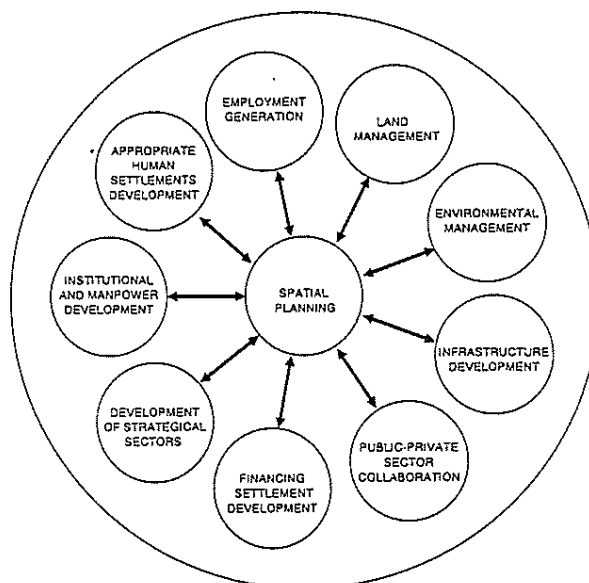 EMPLOYMENT
GENERATION
LAND
MANAGEMENT
APPROPRIATE
HUMAN
SETTLEMENTS
DEVELOPMENT
ENVIRONMENTAL
MANAGEMENT
INSTITUTIONAL
AND MANPOWER
DEVELOPMENT
SPATIAL
PLANNING
INFRASTRUCTURE
DEVELOPMENT
DEVELOPMENT
OF STRATEGICAL
SECTORS
PUBLIC-PRIVATE
SECTOR
COLLABORATION
FINANCING
SETTLEMENT
DEVELOPMENT